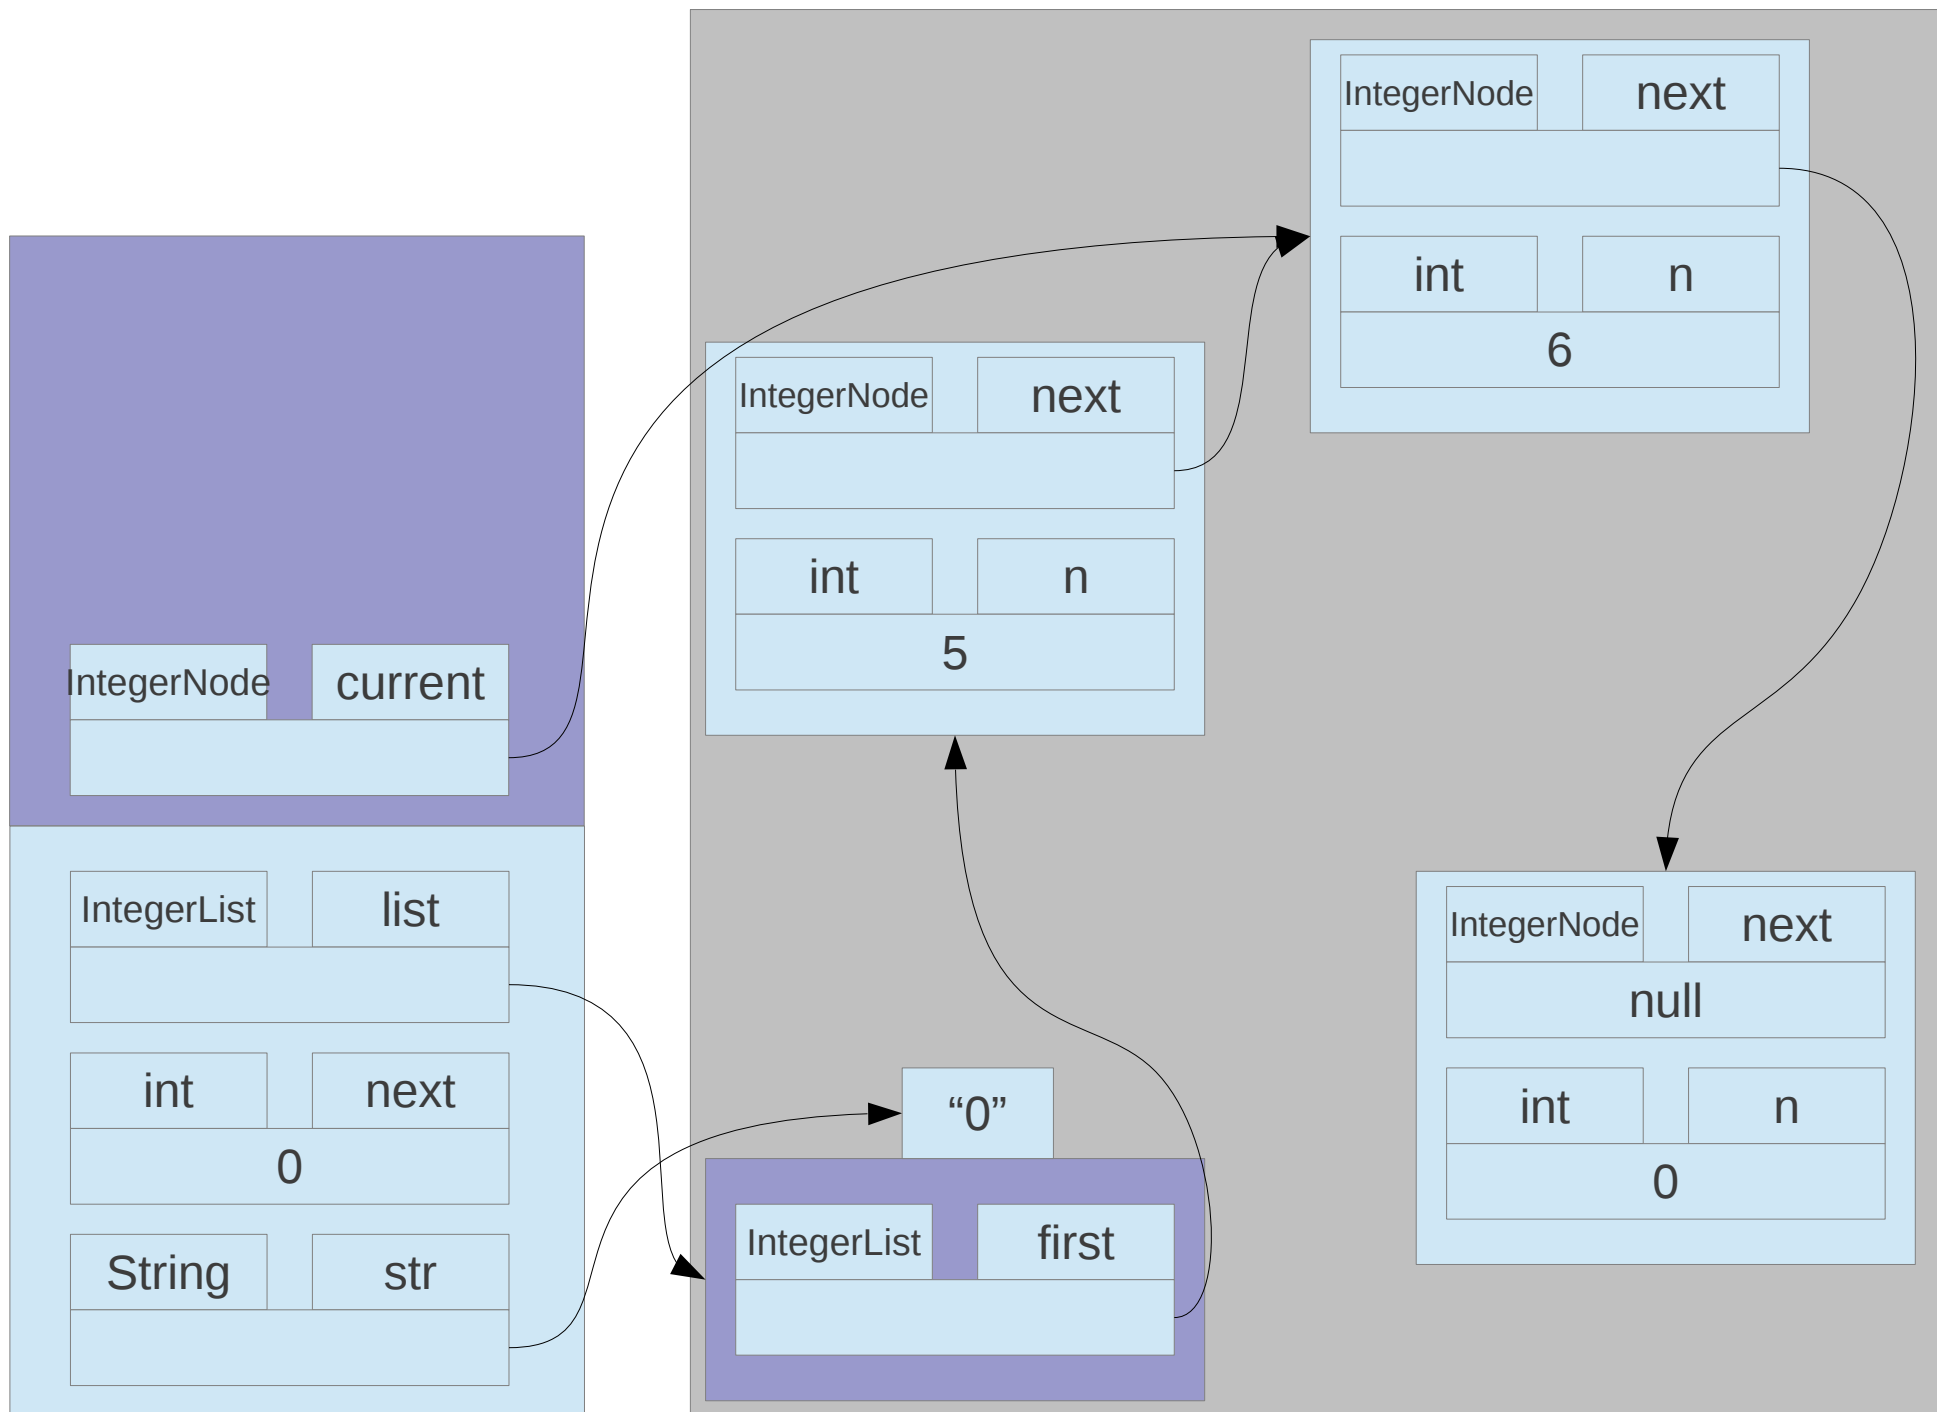 IntegerNode current
IntegerList list
int next
0
String str
IntegerNode next
int n
6
IntegerNode next
int n
5
“0”
IntegerList first
IntegerNode next
null
int n
0